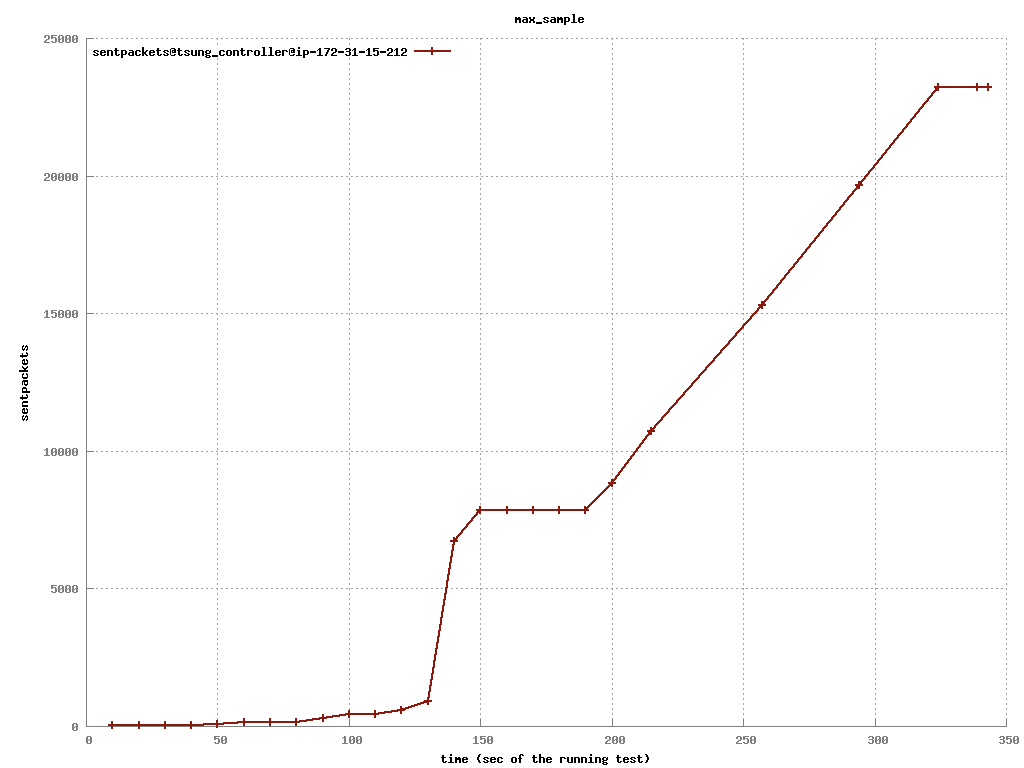 max_sample
25000
sentpackets@tsung_controller@ip-172-31-15-212
20000
15000
sentpackets
10000
5000
0
0 50 100 150 200 250 300 350
time (sec of the running test)